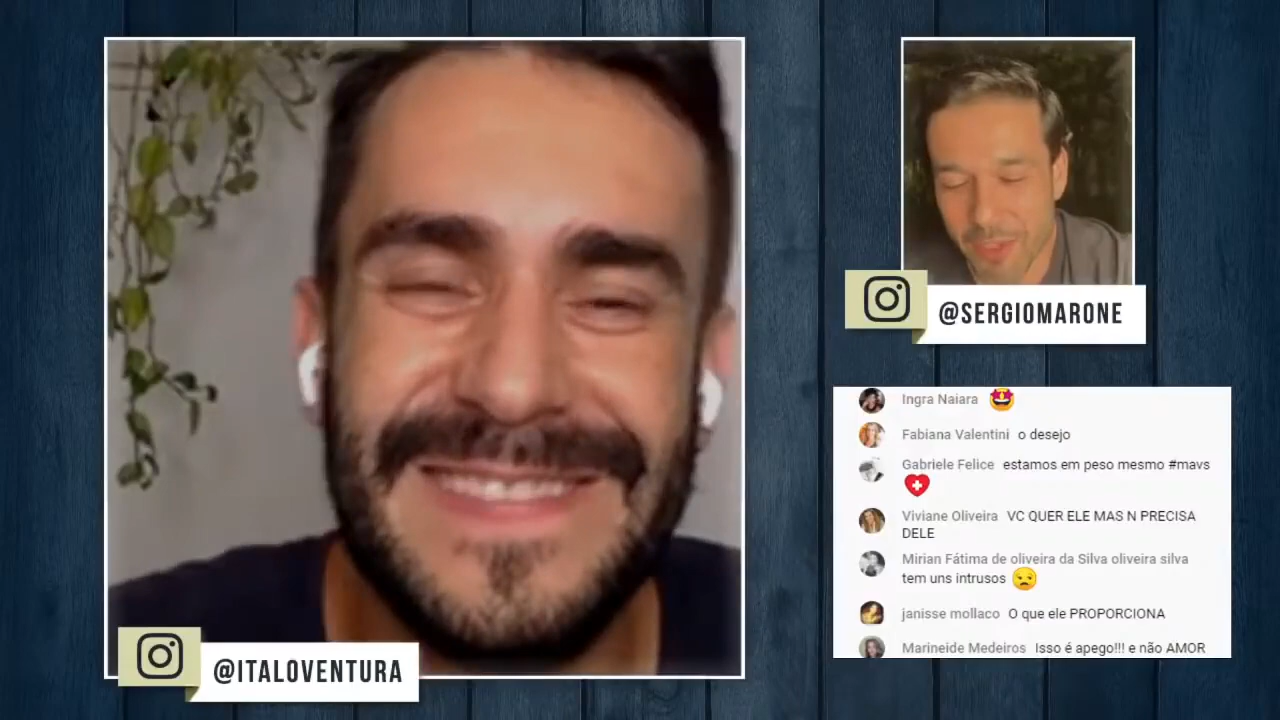 @ITALOVENTURA
@SERGIOMARONE
Ingra Naiara
Fabiana Valentini o desejo
Gabriele Felice estamos em peso mesmo #mavs
Viviane Oliveira VC QUER ELE MAS N PRECISA
DELE
Mirian Fátima de oliveira da Silva oliveira silva
tem uns intrusos
janisse mollaco O que ele PROPORCIONA
Marineide Medeiros Isso é apego!!! e não AMOR